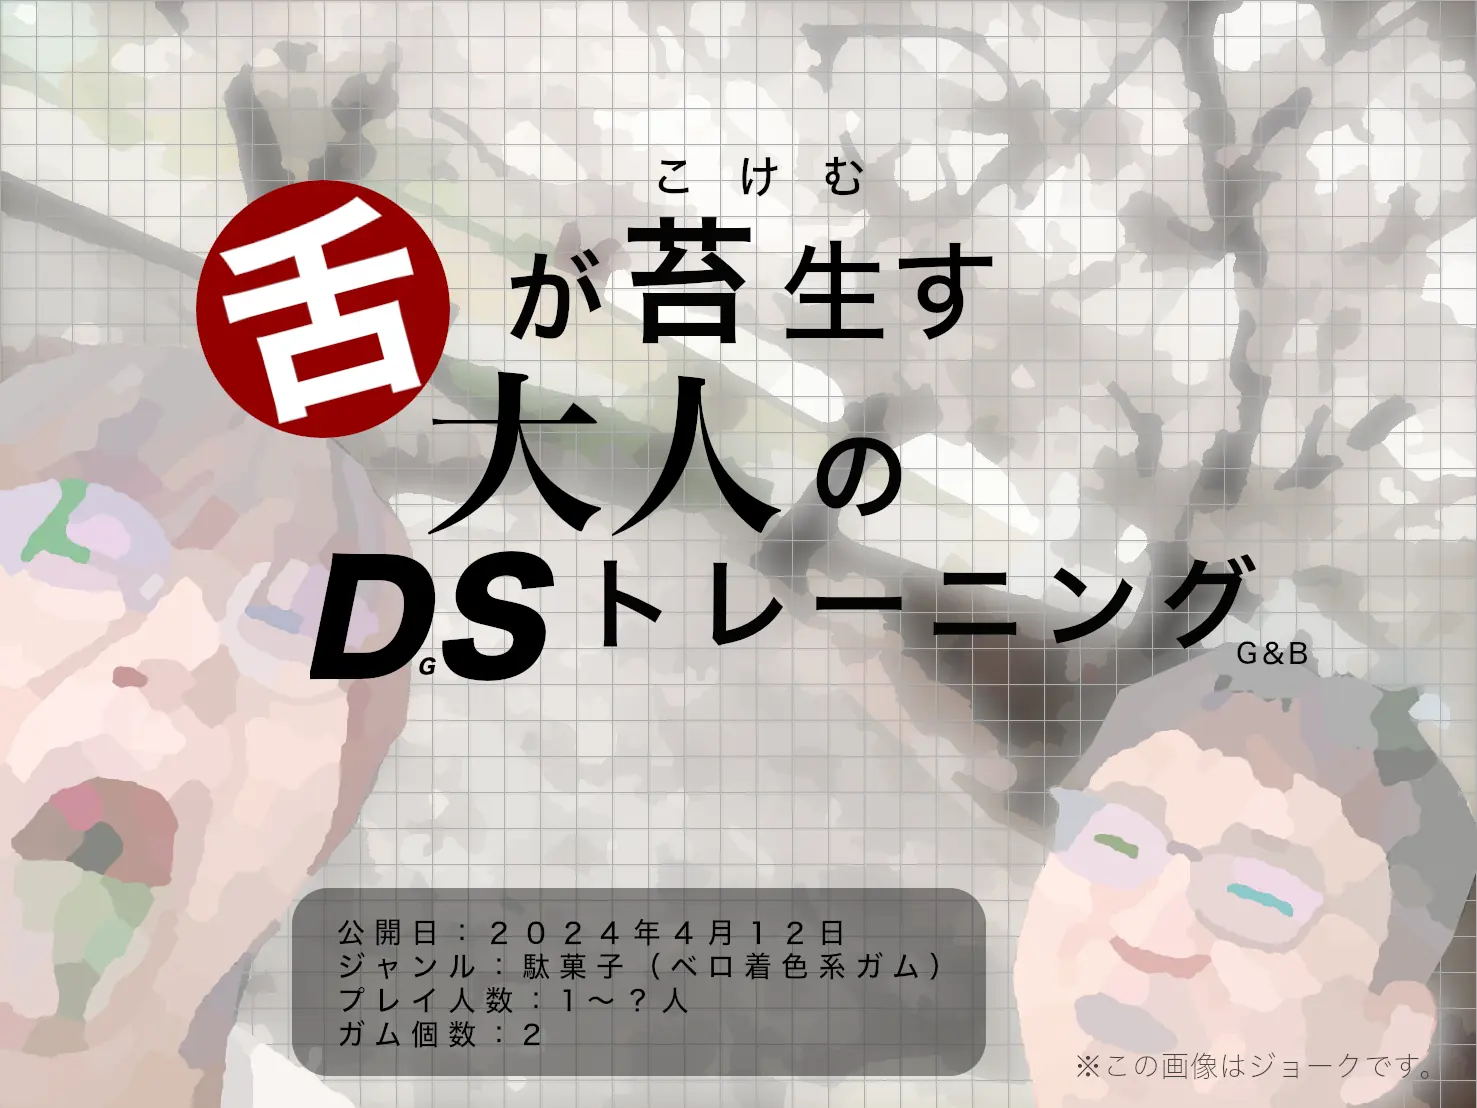 こけむ
舌が苔生す
大人の
DGSトレーニング
G&B
公開日：２０２４年４月１２日
ジャンル：駄菓子（ベロ着色系ガム）
プレイ人数：１〜？人
ガム個数：２
※この画像はジョークです。